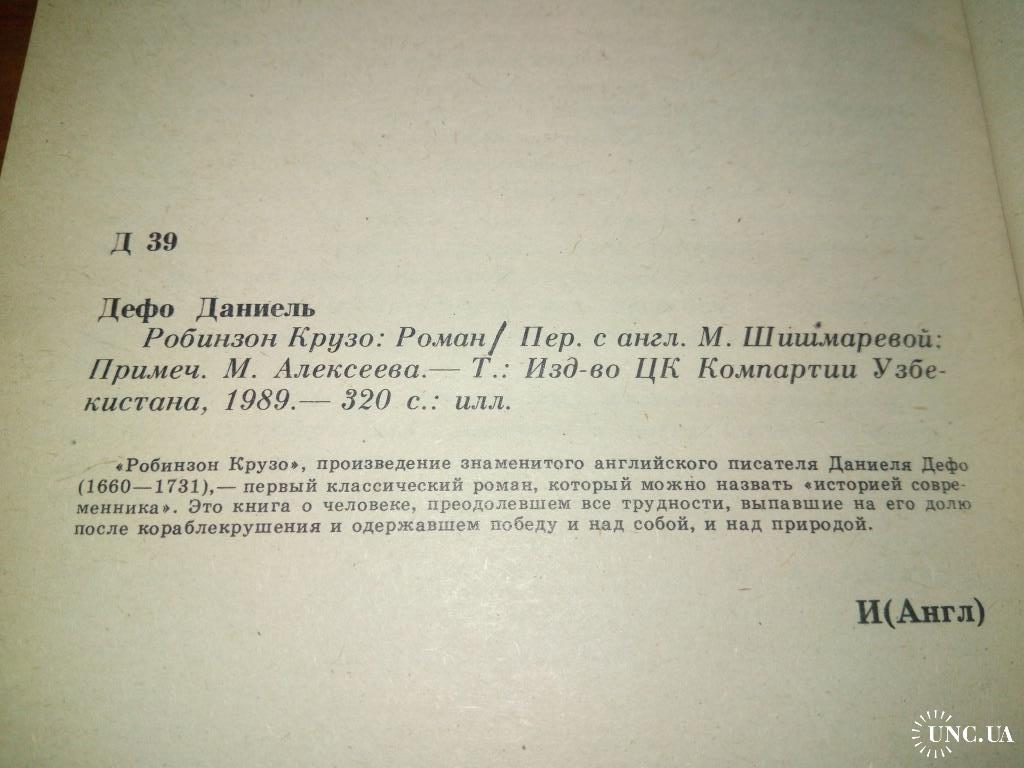 Д 39
Дефо Даниель
Робинзон Крузо: Роман / Пер. с англ. М. Шишмаревой:
Примеч. М. Алексеева.— Т.: Изд-во ЦК Компартии Узбе-
кистана, 1989.— 320 с.: илл.
«Робинзон Крузо», произведение знаменитого английского писателя Даниеля Дефо
(1660—1731),— первый классический роман, который можно назвать «историей совре-
менника». Это книга о человеке, преодолевшем все трудности, выпавшие на его долю
после кораблекрушения и одержавшем победу и над собой, и над природой.
И(Англ)
UNC.UA